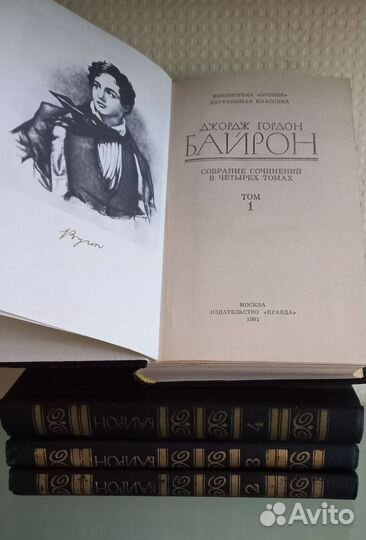 Byron
БИБЛИОТЕКА «ОГОНЕК»
ЗАРУБЕЖНАЯ КЛАССИКА
ДЖОРДЖ ГОРДОН
БАЙРОН
СОБРАНИЕ СОЧИНЕНИЙ
В ЧЕТЫРЕХ ТОМАХ
ТОМ
1
МОСКВА
ИЗДАТЕЛЬСТВО «ПРАВДА»
1981
БАЙРОН 4
БАЙРОН 3
БАЙРОН 2
Avito